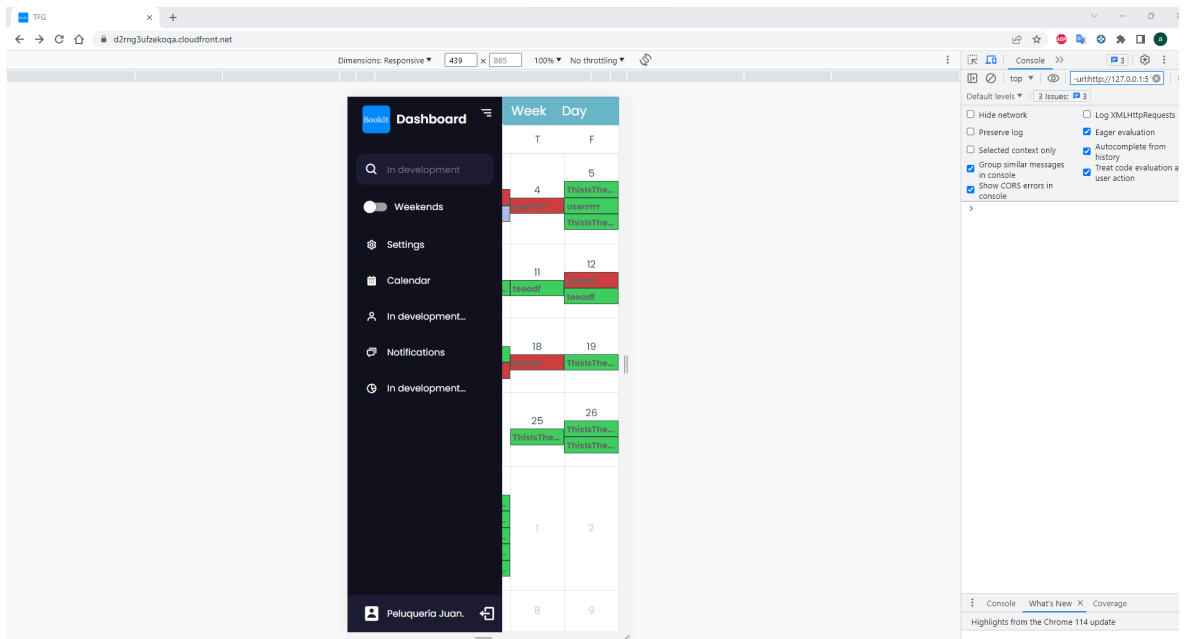 TFG
d2rng3ufzekoqa.cloudfront.net
Dimensions: Responsive 439 × 865 100% No throttling
Console 3
top -url:http://127.0.0.1:5'
Default levels 3 Issues: 3
Hide network Log XMLHttpRequests
Preserve log Eager evaluation
Selected context only Autocomplete from history
Group similar messages in console Treat code evaluation a user action
Show CORS errors in console
BookIt Dashboard
In development
Weekends
Settings
Calendar
In development...
Notifications
In development...
Peluquería Juan.
Week Day
T F
4 5
ThisIsThe...
userrrrr userrrrr
ThisIsThe...
11 12
teeadf teeadf
teeadf
18 19
teeadf ThisIsThe...
25 26
ThisIsThe... ThisIsThe...
ThisIsThe...
1 2
8 9
Console What's New Coverage
Highlights from the Chrome 114 update